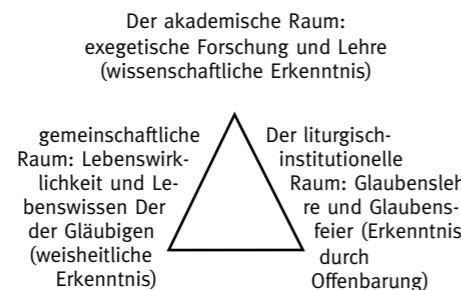 Der akademische Raum:
exegetische Forschung und Lehre
(wissenschaftliche Erkenntnis)
gemeinschaftliche
Raum: Lebenswirk-
lichkeit und Le-
benswissen Der
der Gläubigen
(weisheitliche
Erkenntnis)
Der liturgisch-
institutionelle
Raum: Glaubensleh
re und Glaubens-
feier (Erkenntnis
durch
Offenbarung)